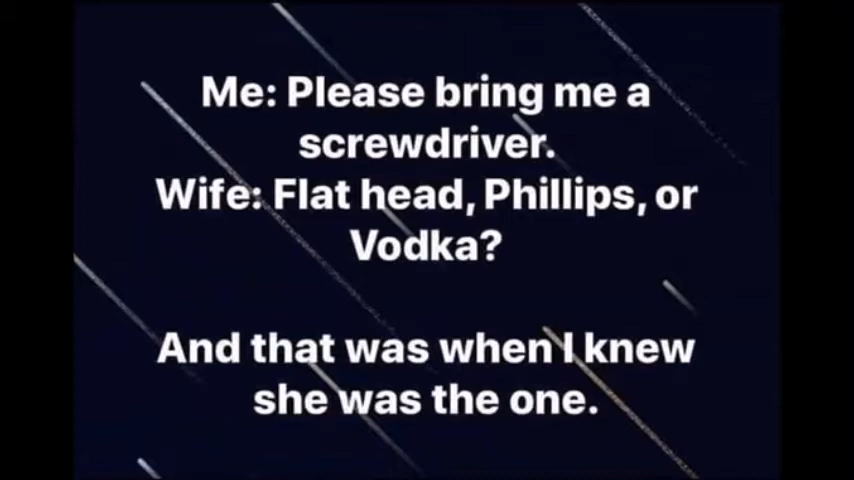 Me: Please bring me a
screwdriver.
Wife: Flat head, Phillips, or
Vodka?
And that was when I knew
she was the one.